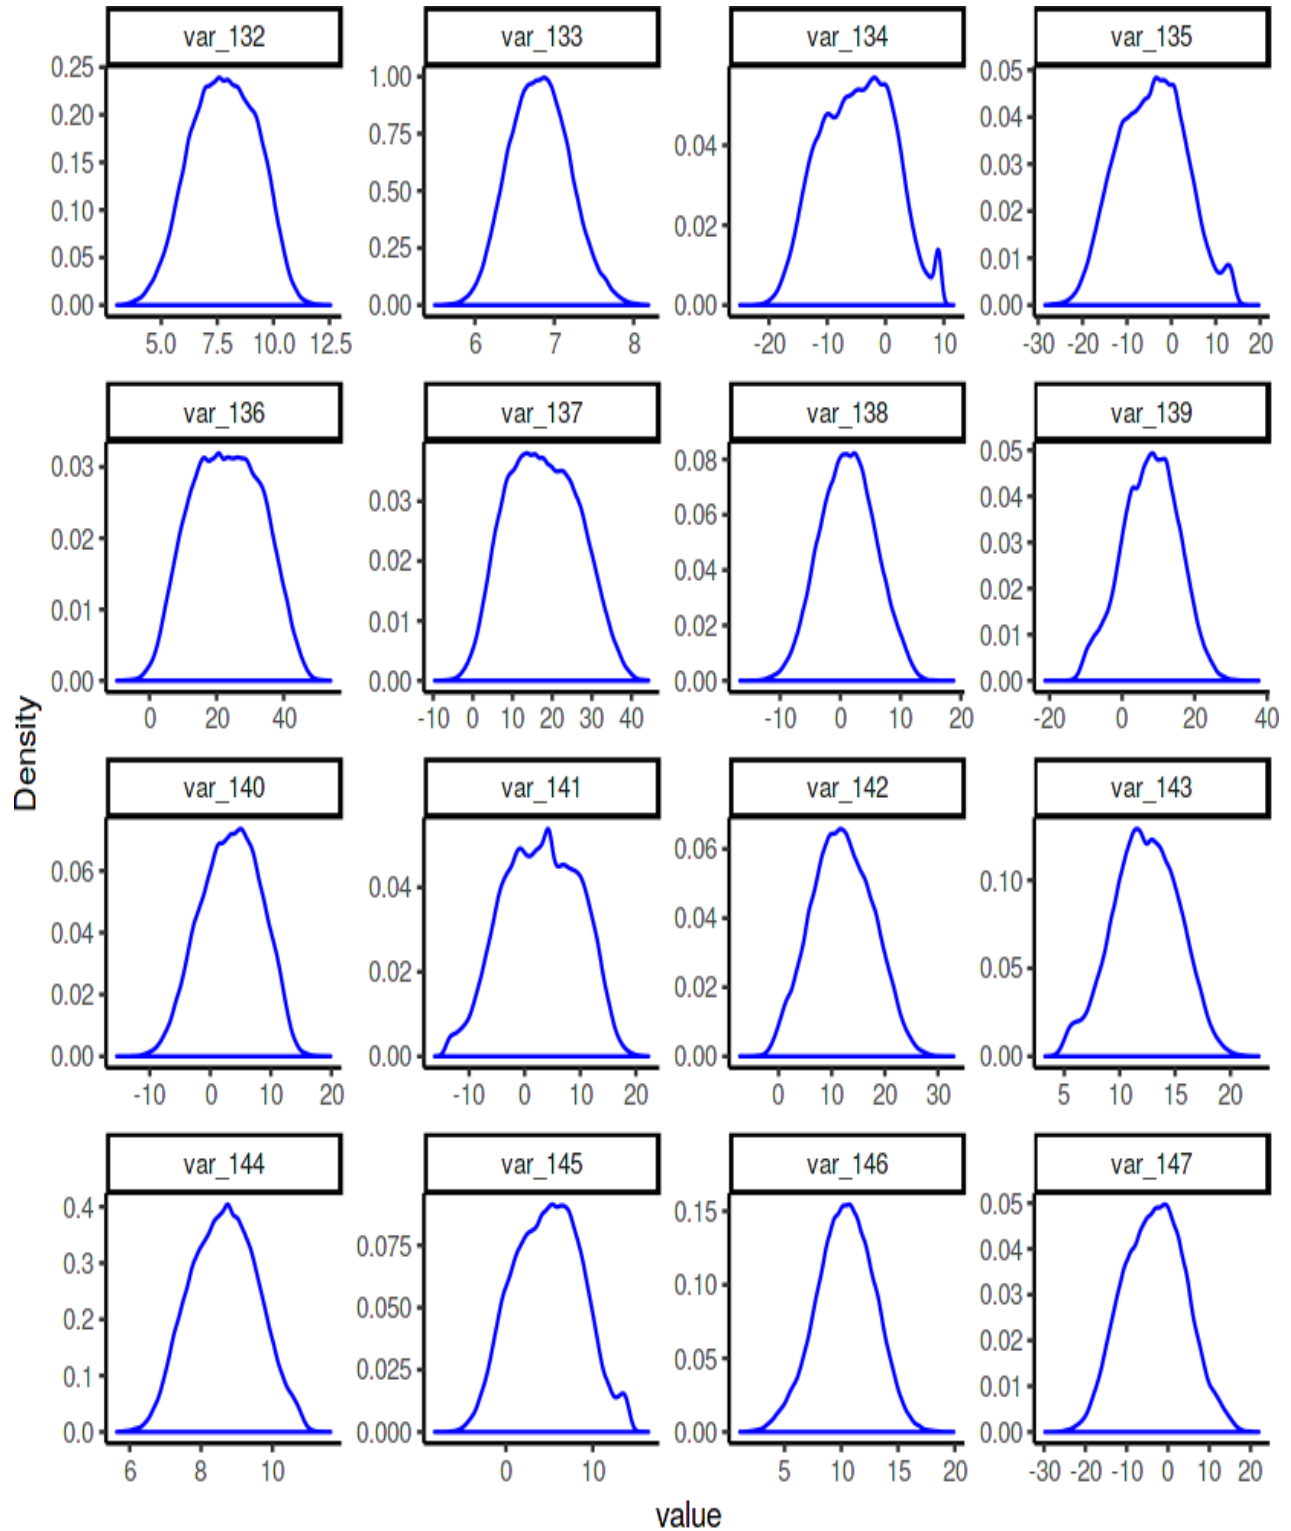 var_132 var_133 var_134 var_135
0.25 1.00 0.04 0.05
0.20 0.75 0.02 0.04
0.15 0.50 0.00 0.03
0.10 0.25 0.02
0.05 0.00 0.01
0.00 0.00
5.0 7.5 10.0 12.5 6 7 8 -20 -10 0 10 -30 -20 -10 0 10 20
var_136 var_137 var_138 var_139
0.03 0.03 0.08 0.05
0.02 0.02 0.06 0.04
0.01 0.01 0.04 0.03
0.00 0.00 0.02 0.02
0.00 0.01
0.00
0 20 40 -10 0 10 20 30 40 -10 0 10 20 -20 0 20 40
Density
var_140 var_141 var_142 var_143
0.06 0.04 0.06 0.10
0.04 0.02 0.04 0.05
0.02 0.00 0.02 0.00
0.00 0.00
-10 0 10 20 -10 0 10 20 0 10 20 30 5 10 15 20
var_144 var_145 var_146 var_147
0.4 0.075 0.15 0.05
0.3 0.050 0.10 0.04
0.2 0.025 0.05 0.03
0.1 0.000 0.00 0.02
0.0 0.01
0.00
6 8 10 0 10 5 10 15 20 -30 -20 -10 0 10 20
value